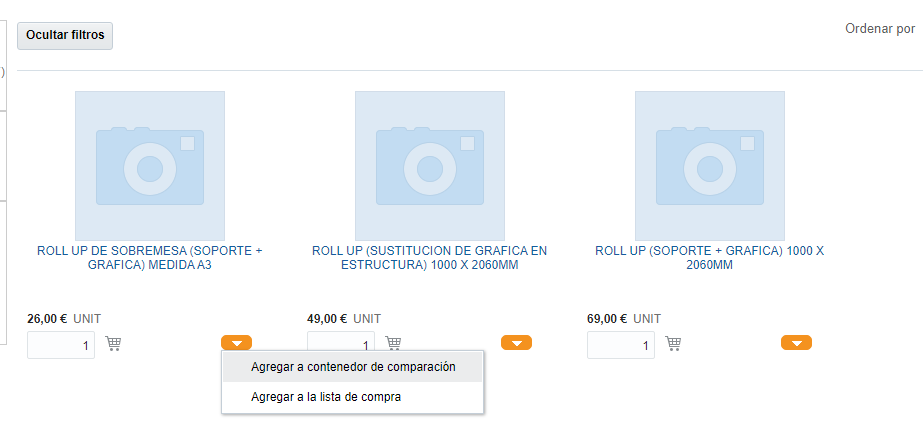 Ocultar filtros
Ordenar por
)
ROLL UP DE SOBREMESA (SOPORTE +
GRAFICA) MEDIDA A3
ROLL UP (SUSTITUCION DE GRAFICA EN
ESTRUCTURA) 1000 X 2060MM
ROLL UP (SOPORTE + GRAFICA) 1000 X
2060MM
26,00 € UNIT
49,00 € UNIT
69,00 € UNIT
1
1
1
Agregar a contenedor de comparación
Agregar a la lista de compra